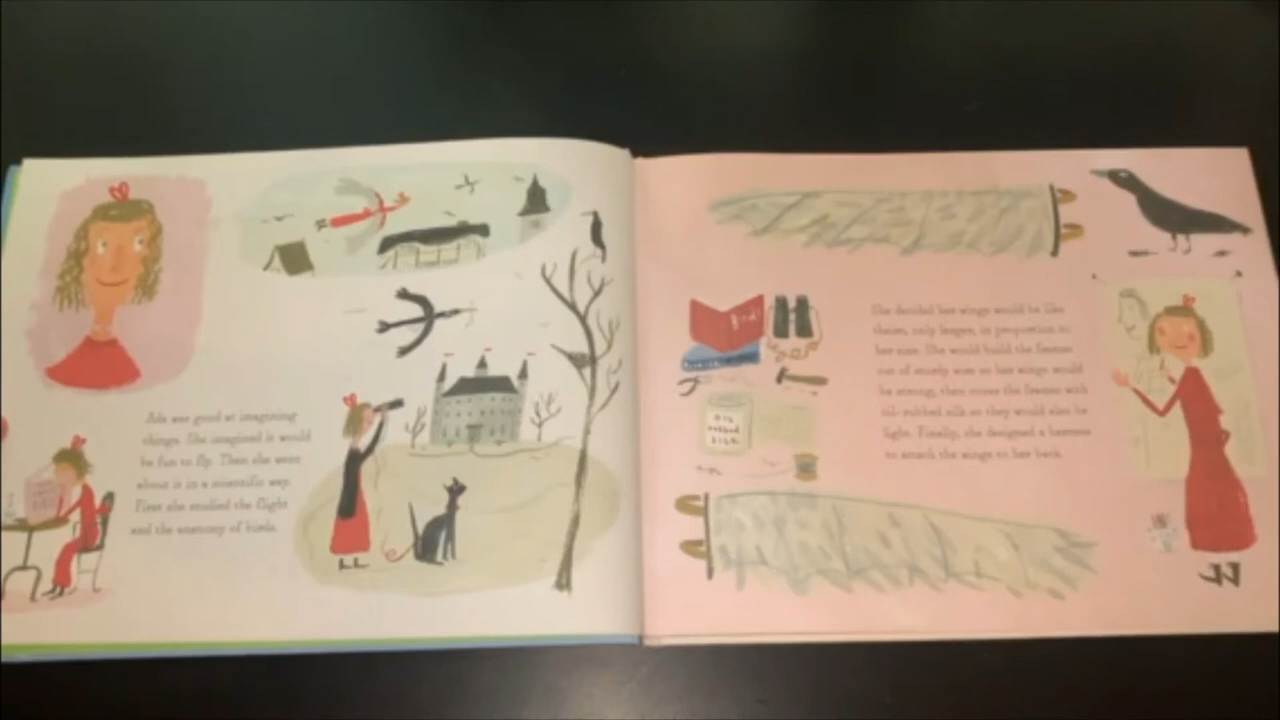 Ada was good at imagining
things. She imagined it would
be fun to fly. Then she went
about it in a scientific way.
First she studied the flight
and the anatomy of birds.
Bird
OIL
rubbed
SILK
She decided her wings would be like
theirs, only larger, in proportion to
her size. She would build the frames
out of sturdy wire so her wings would
be strong, then cover the frames with
oil-rubbed silk so they would also be
light. Finally, she designed a harness
to attach the wings to her back.